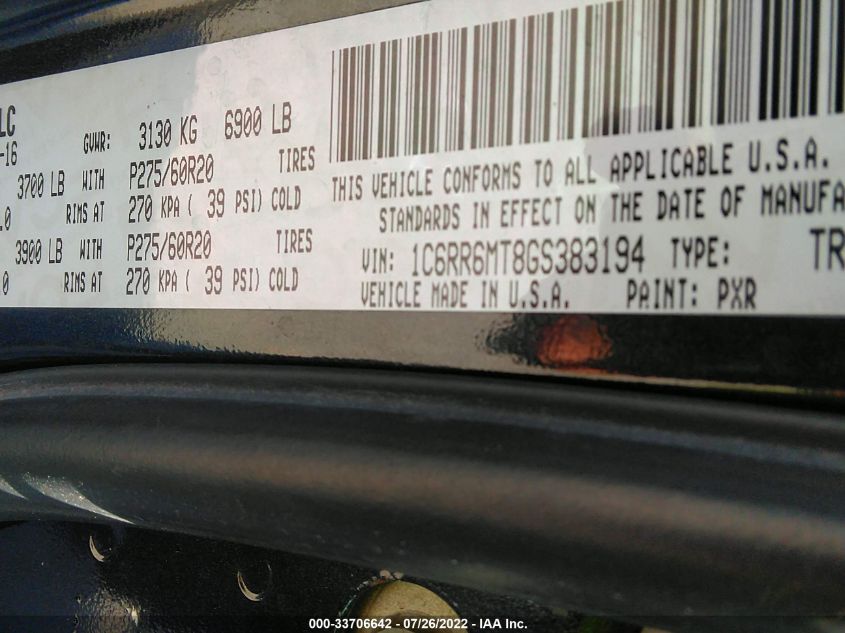 LC
-16 GVWR: 3130 KG 6900 LB
3700 LB WITH P275/60R20 TIRES
.0 RIMS AT 270 KPA ( 39 PSI) COLD
3900 LB WITH P275/60R20 TIRES
.0 RIMS AT 270 KPA ( 39 PSI) COLD
THIS VEHICLE CONFORMS TO ALL APPLICABLE U.S.A.
STANDARDS IN EFFECT ON THE DATE OF MANUFA
VIN: 1C6RR6MT8GS383194 TYPE: TR
VEHICLE MADE IN U.S.A. PAINT: PXR
000-33706642 - 07/26/2022 - IAA Inc.